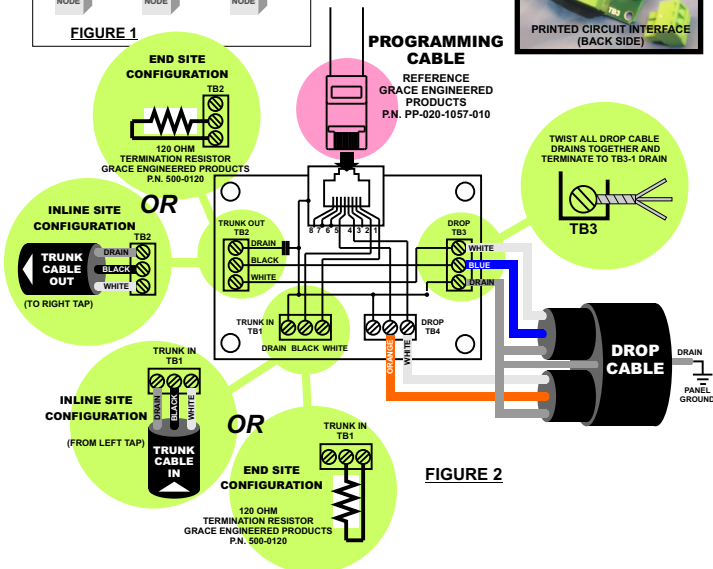 NODE
NODE
NODE
FIGURE 1
TB3
PRINTED CIRCUIT INTERFACE
(BACK SIDE)
PROGRAMMING
CABLE
REFERENCE
GRACE ENGINEERED
PRODUCTS
P.N. PP-020-1057-010
END SITE
CONFIGURATION
TB2
120 OHM
TERMINATION RESISTOR
GRACE ENGINEERED PRODUCTS
P.N. 500-0120
OR
INLINE SITE
CONFIGURATION
TB2
TRUNK
CABLE
OUT
DRAIN
BLACK
WHITE
(TO RIGHT TAP)
TWIST ALL DROP CABLE
DRAINS TOGETHER AND
TERMINATE TO TB3-1 DRAIN
TB3
8 7 6 5 4 3 2 1
TRUNK OUT
TB2
DRAIN
BLACK
WHITE
DROP
TB3
WHITE
BLUE
DRAIN
TRUNK IN
TB1
DRAIN BLACK WHITE
DROP
TB4
ORANGE
WHITE
DROP
CABLE
DRAIN
PANEL
GROUND
TRUNK IN
TB1
INLINE SITE
CONFIGURATION
DRAIN
BLACK
WHITE
(FROM LEFT TAP)
TRUNK
CABLE
IN
OR
TRUNK IN
TB1
END SITE
CONFIGURATION
120 OHM
TERMINATION RESISTOR
GRACE ENGINEERED PRODUCTS
P.N. 500-0120
FIGURE 2